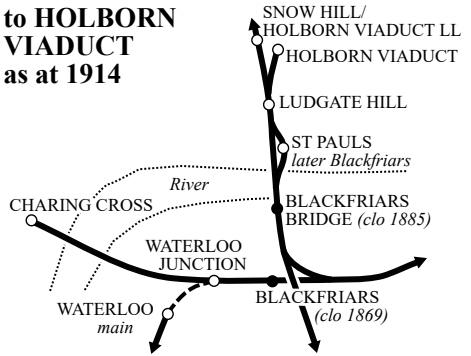 to HOLBORN
VIADUCT
as at 1914
SNOW HILL/
HOLBORN VIADUCT LL
HOLBORN VIADUCT
LUDGATE HILL
ST PAULS
later Blackfriars
River
CHARING CROSS
BLACKFRIARS
BRIDGE (clo 1885)
WATERLOO
JUNCTION
WATERLOO
main
BLACKFRIARS
(clo 1869)